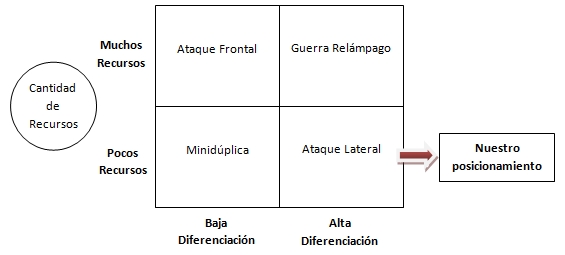 Muchos
Recursos
Ataque Frontal
Guerra Relámpago
Cantidad
de
Recursos
Pocos
Recursos
Minidúplica
Ataque Lateral
Nuestro
posicionamiento
Baja
Diferenciación
Alta
Diferenciación